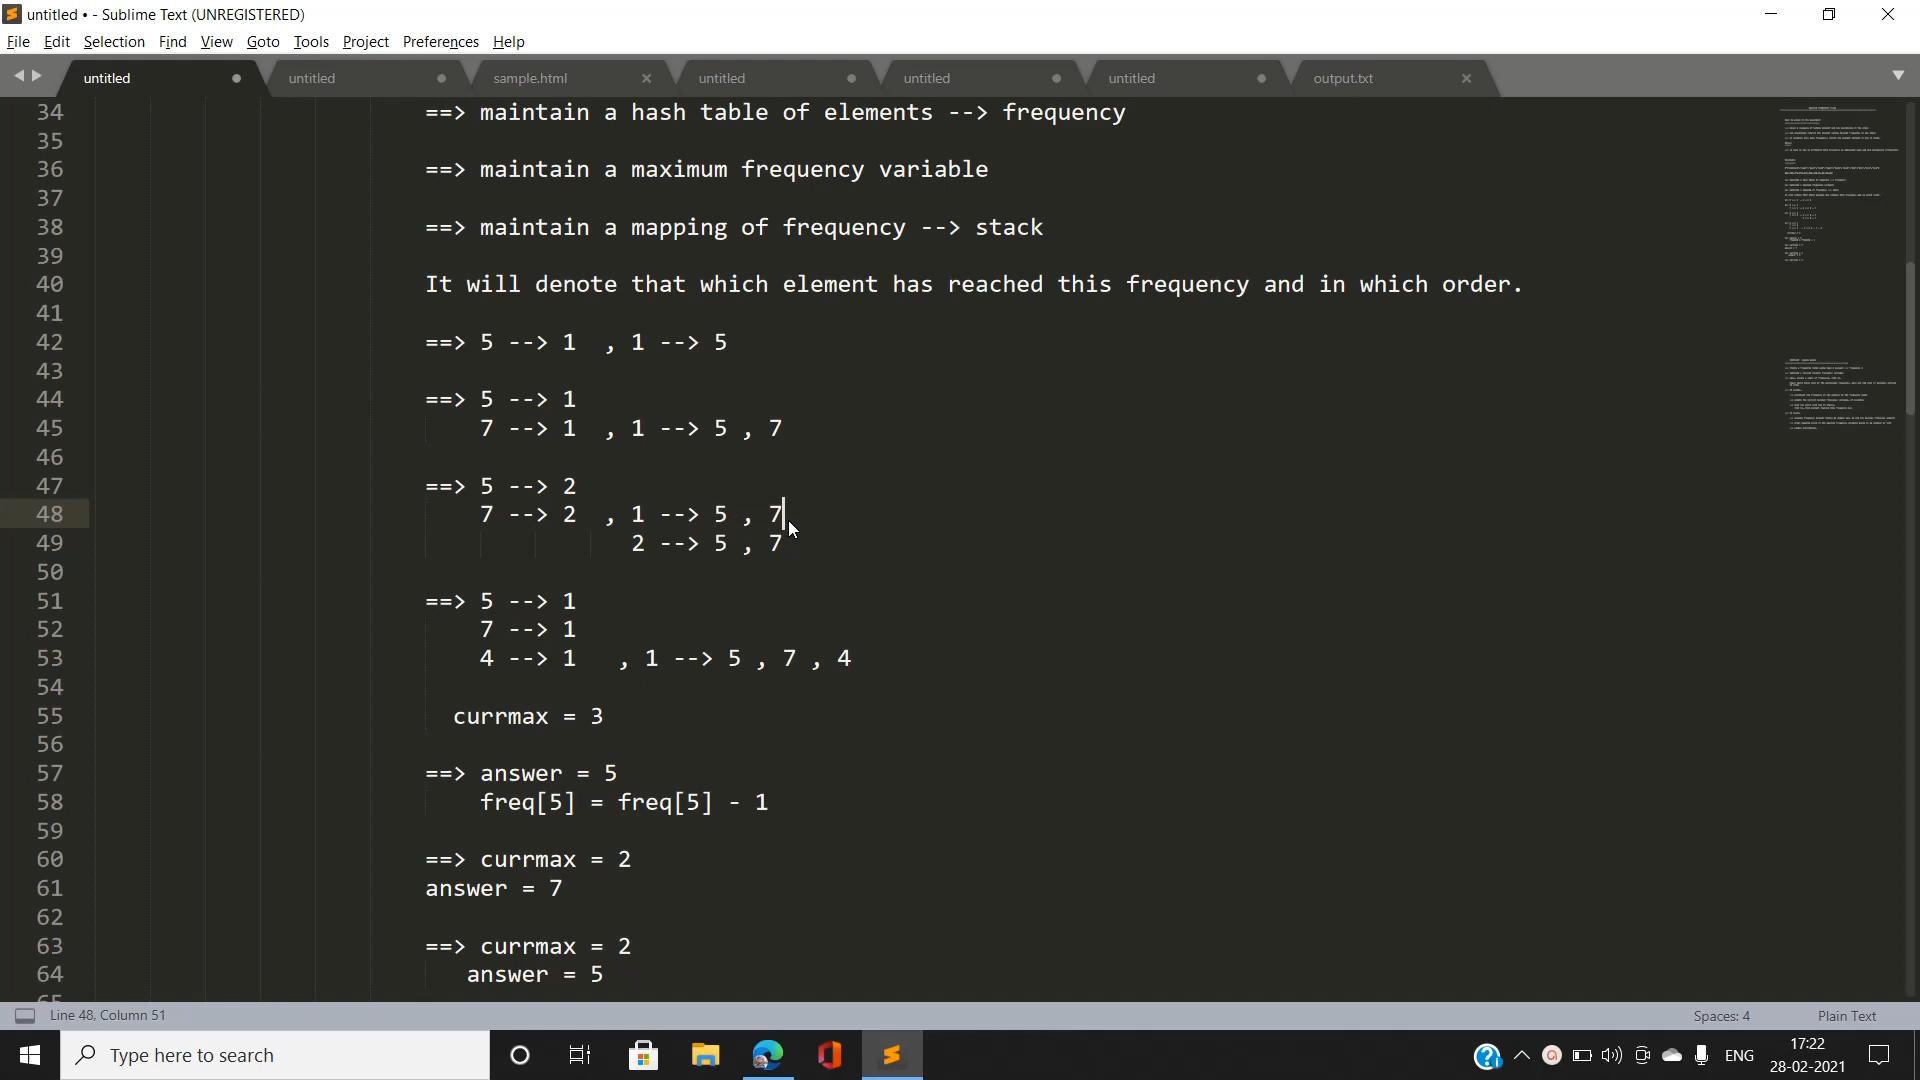 untitled • - Sublime Text (UNREGISTERED)
File Edit Selection Find View Goto Tools Project Preferences Help
untitled untitled sample.html untitled untitled untitled output.txt
34 ==> maintain a hash table of elements --> frequency
35
36 ==> maintain a maximum frequency variable
37
38 ==> maintain a mapping of frequency --> stack
39
40 It will denote that which element has reached this frequency and in which order.
41
42 ==> 5 --> 1 , 1 --> 5
43
44 ==> 5 --> 1
45 7 --> 1 , 1 --> 5 , 7
46
47 ==> 5 --> 2
48 7 --> 2 , 1 --> 5 , 7
49 2 --> 5 , 7
50
51 ==> 5 --> 1
52 7 --> 1
53 4 --> 1 , 1 --> 5 , 7 , 4
54
55 currmax = 3
56
57 ==> answer = 5
58 freq[5] = freq[5] - 1
59
60 ==> currmax = 2
61 answer = 7
62
63 ==> currmax = 2
64 answer = 5
Line 48, Column 51 Spaces: 4 Plain Text
Type here to search ENG 17:22
28-02-2021